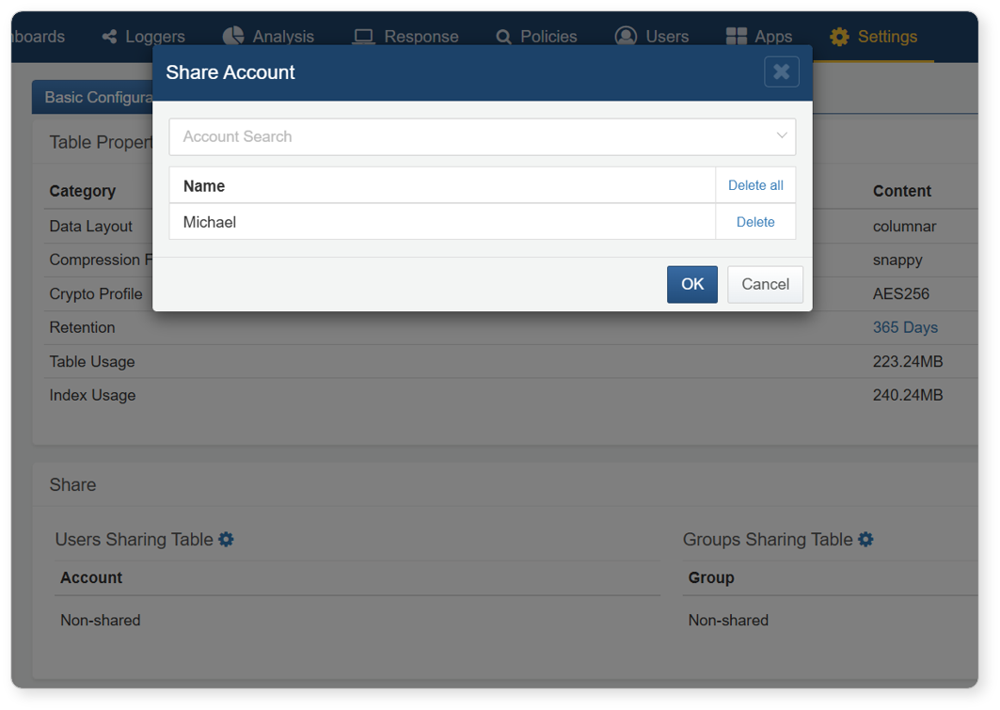 boards Loggers Analysis Response Policies Users Apps Settings
Share Account
Basic Configura
Account Search
Table Propert
Name Delete all
Category Content
Michael Delete
Data Layout columnar
Compression F snappy
OK Cancel
Crypto Profile AES256
Retention 365 Days
Table Usage 223.24MB
Index Usage 240.24MB
Share
Users Sharing Table Groups Sharing Table
Account Group
Non-shared Non-shared